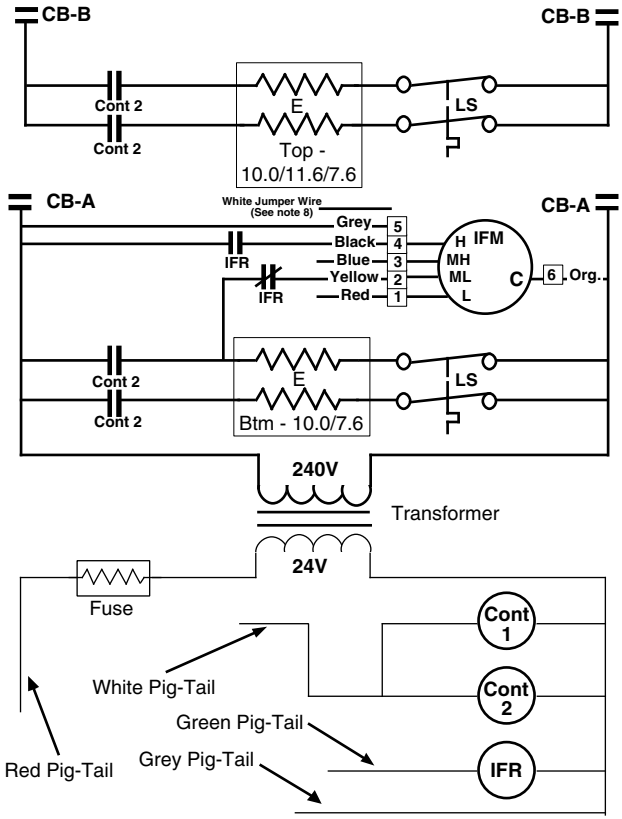 CB-B
CB-B
Cont 2
E
LS
Cont 2
Top -
10.0/11.6/7.6
CB-A
White Jumper Wire
(See note 8)
CB-A
Grey 5
Black 4 H IFM
IFR
Blue 3 MH
Yellow 2 ML C 6 Org.
IFR
Red 1 L
Cont 2
E
LS
Cont 2
Btm - 10.0/7.6
240V
Transformer
24V
Fuse
Cont
1
White Pig-Tail
Cont
2
Green Pig-Tail
Grey Pig-Tail
Red Pig-Tail
IFR